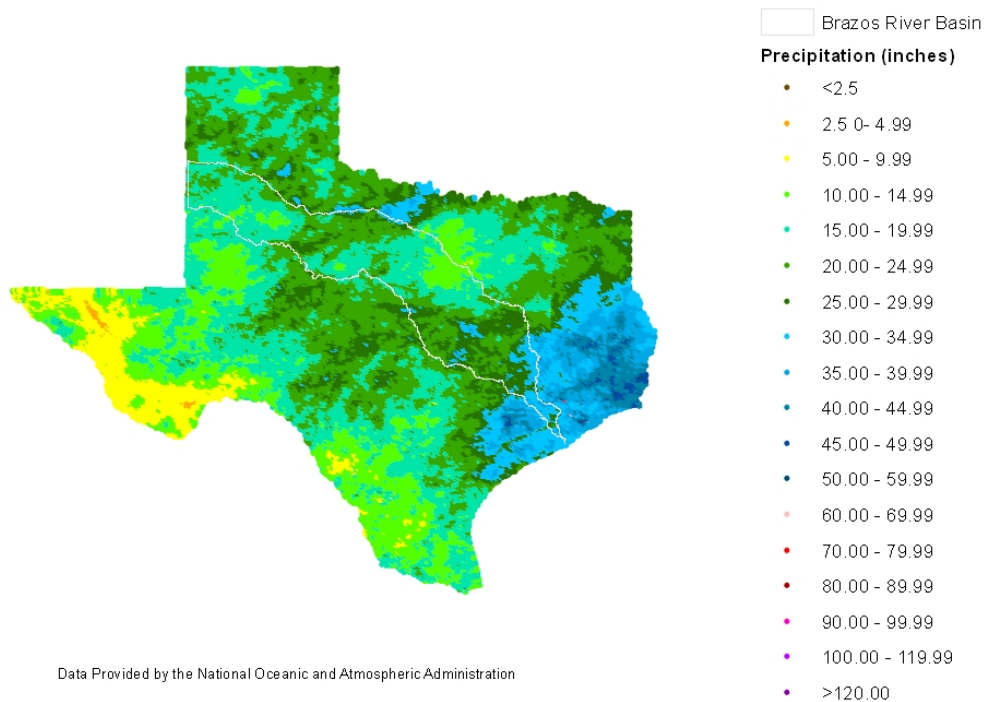 Brazos River Basin
Precipitation (inches)
<2.5
2.5 0- 4.99
5.00 - 9.99
10.00 - 14.99
15.00 - 19.99
20.00 - 24.99
25.00 - 29.99
30.00 - 34.99
35.00 - 39.99
40.00 - 44.99
45.00 - 49.99
50.00 - 59.99
60.00 - 69.99
70.00 - 79.99
80.00 - 89.99
90.00 - 99.99
100.00 - 119.99
>120.00
Data Provided by the National Oceanic and Atmospheric Administration